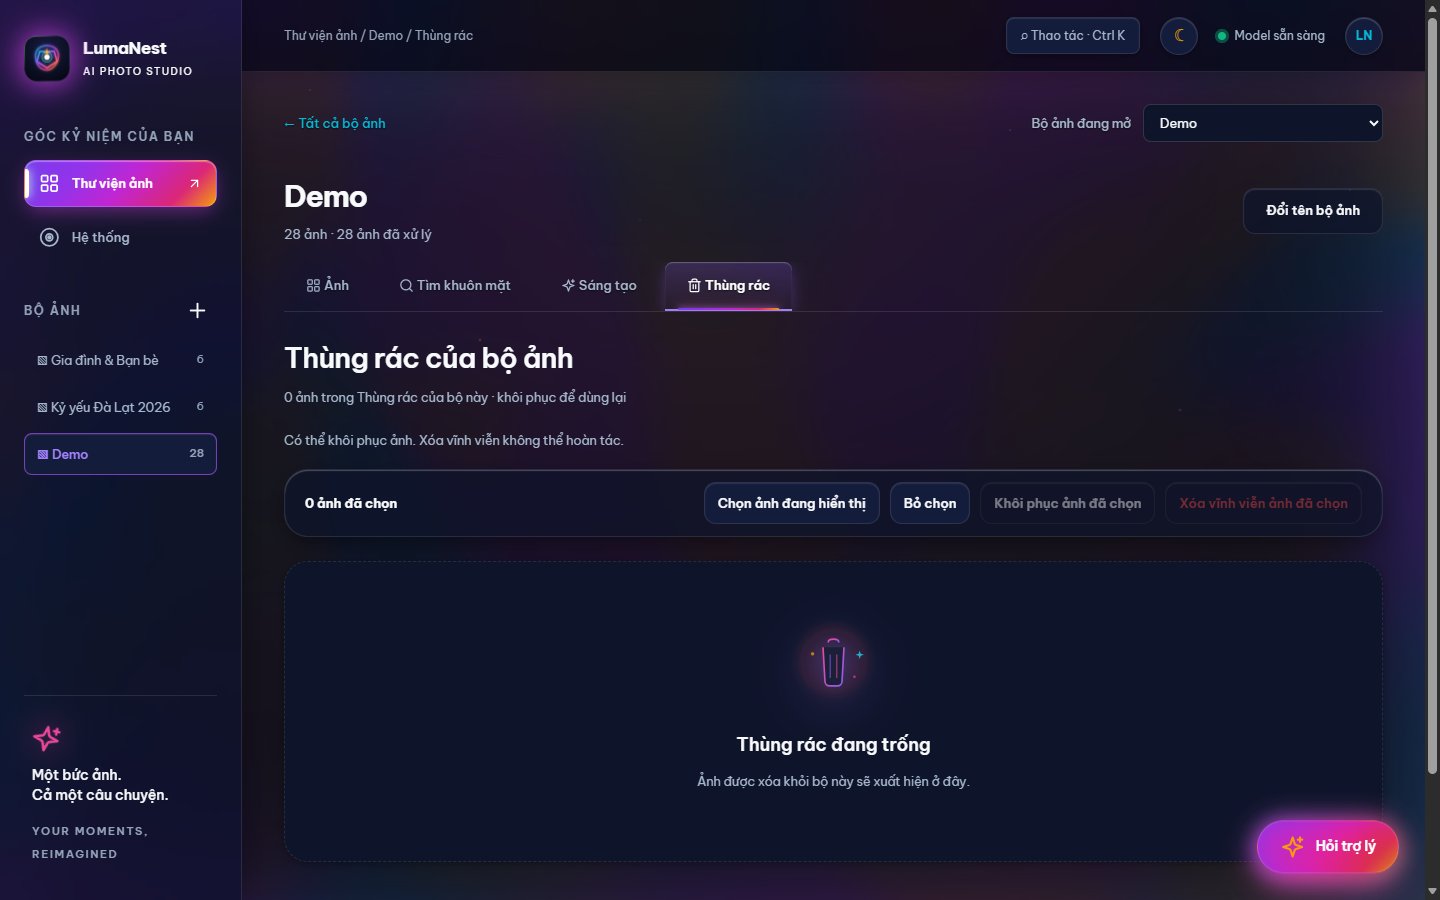 LumaNest
AI PHOTO STUDIO
GÓC KỶ NIỆM CỦA BẠN
Thư viện ảnh
Hệ thống
BỘ ẢNH
Gia đình & Bạn bè 6
Kỷ yếu Đà Lạt 2026 6
Demo 28
Một bức ảnh.
Cả một câu chuyện.
YOUR MOMENTS,
REIMAGINED
Thư viện ảnh / Demo / Thùng rác
Thao tác · Ctrl K
Model sẵn sàng
LN
← Tất cả bộ ảnh
Bộ ảnh đang mở
Demo
Demo
28 ảnh · 28 ảnh đã xử lý
Đổi tên bộ ảnh
Ảnh
Tìm khuôn mặt
Sáng tạo
Thùng rác
Thùng rác của bộ ảnh
0 ảnh trong Thùng rác của bộ này · khôi phục để dùng lại
Có thể khôi phục ảnh. Xóa vĩnh viễn không thể hoàn tác.
0 ảnh đã chọn
Chọn ảnh đang hiển thị
Bỏ chọn
Khôi phục ảnh đã chọn
Xóa vĩnh viễn ảnh đã chọn
Thùng rác đang trống
Ảnh được xóa khỏi bộ này sẽ xuất hiện ở đây.
Hỏi trợ lý